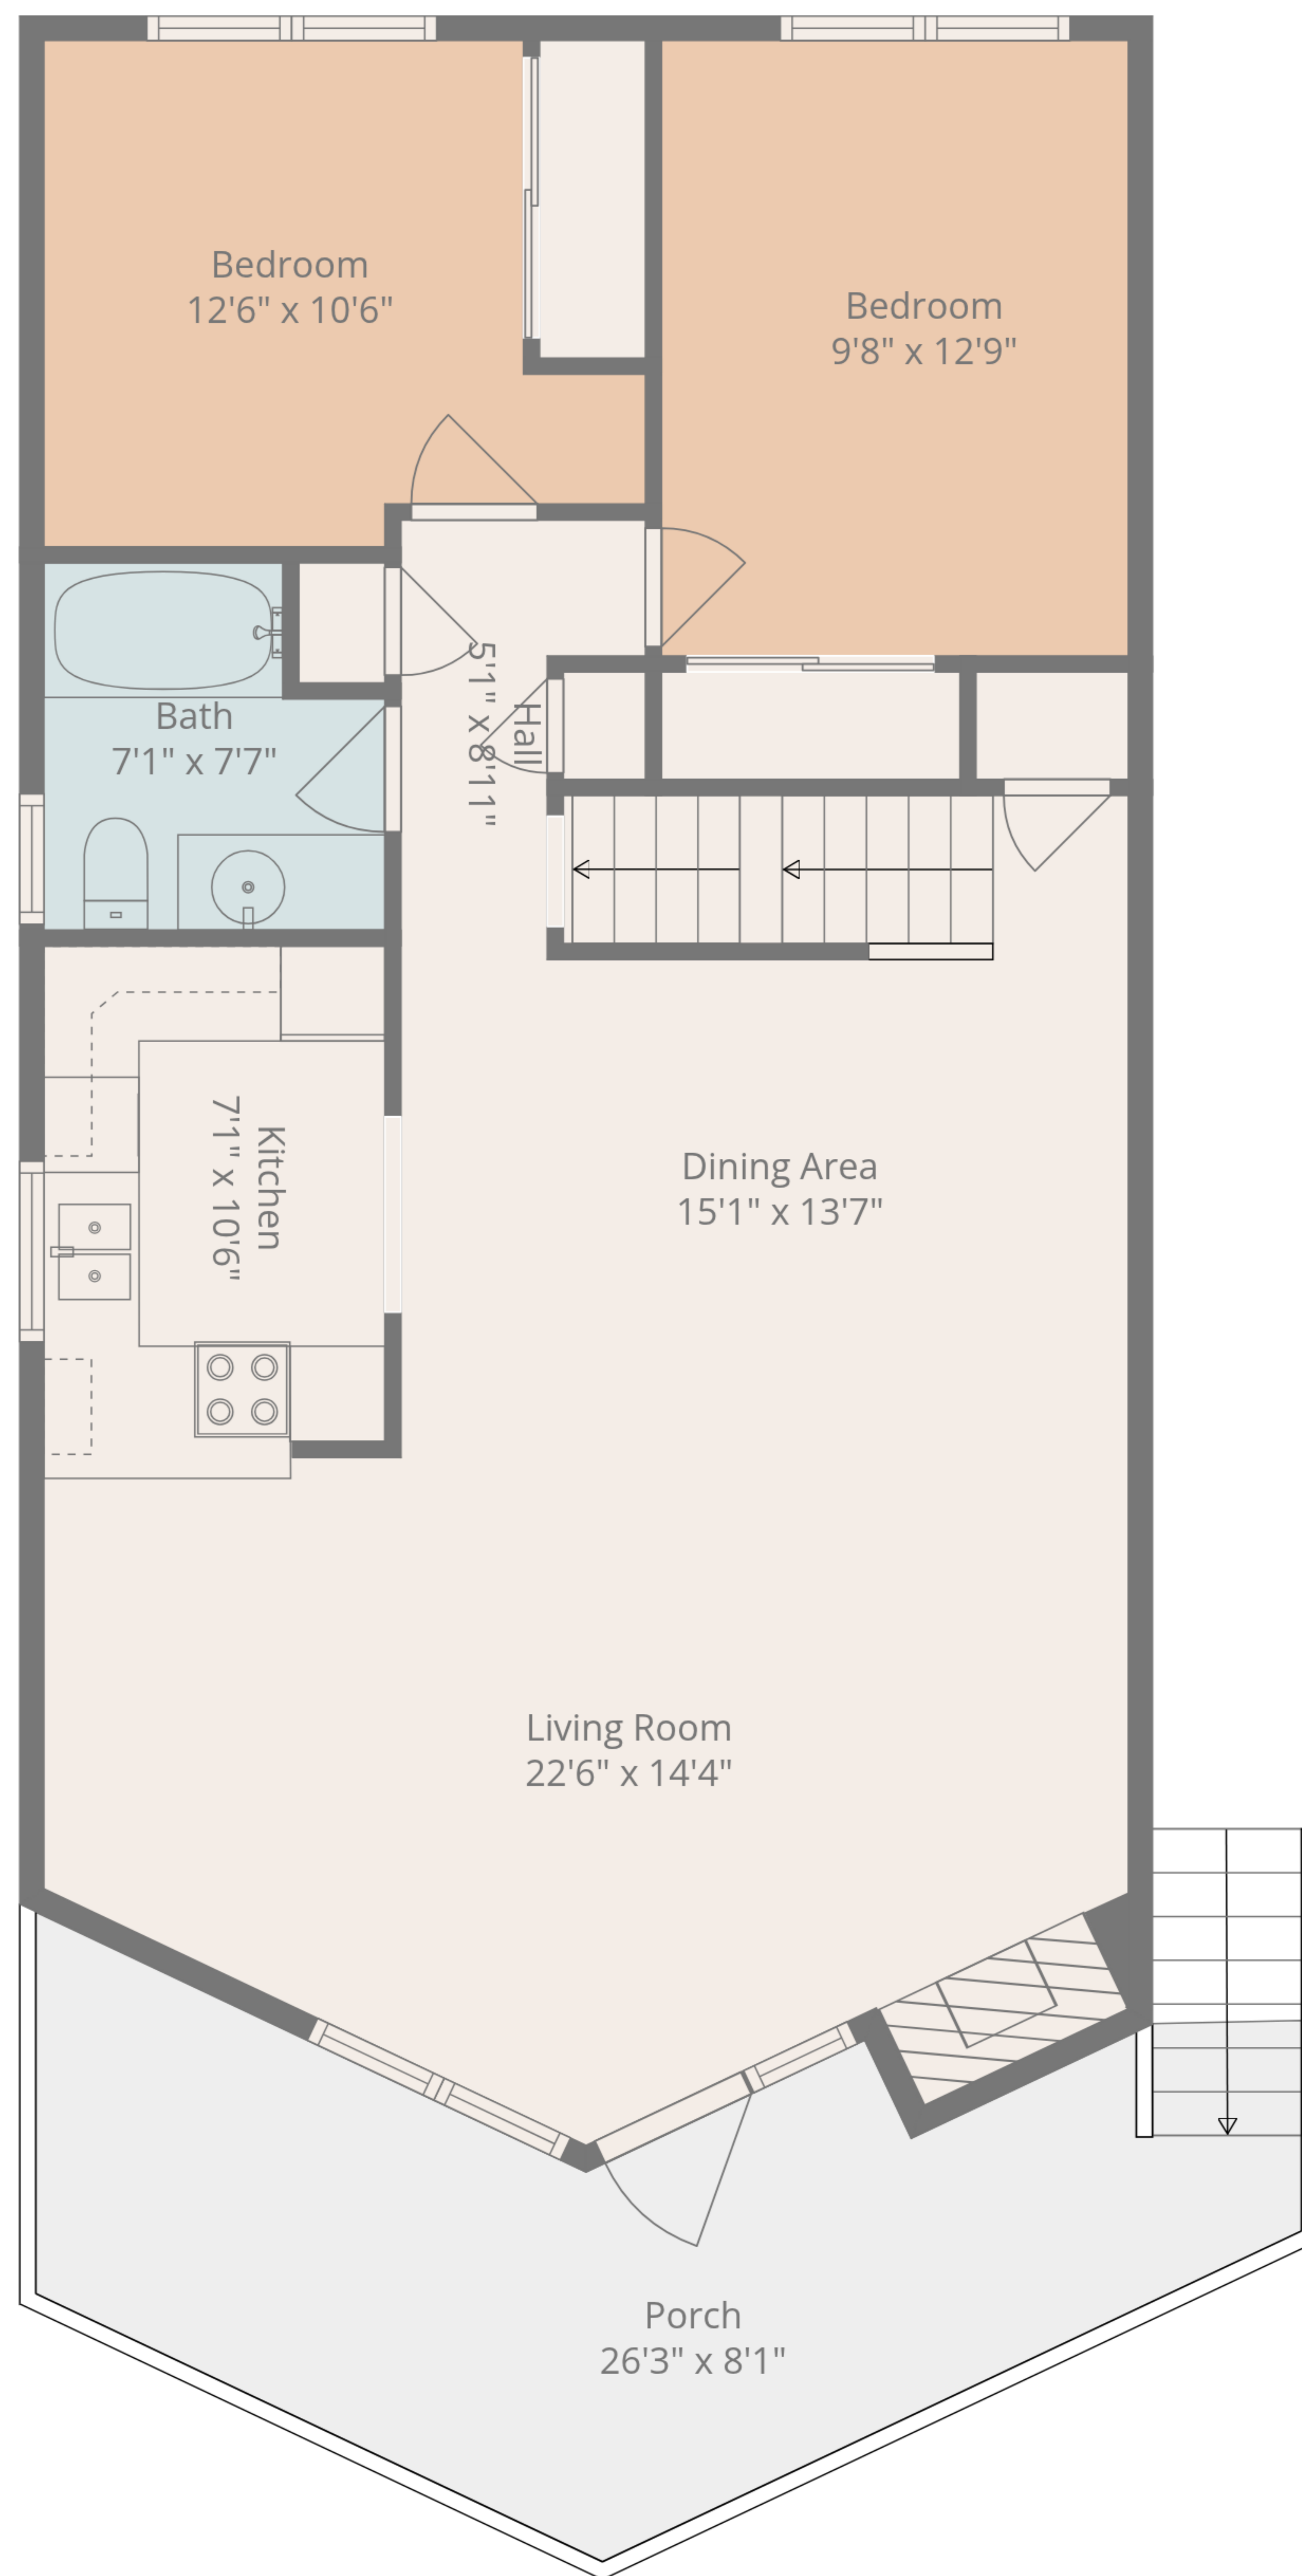 Bedroom
12'6" x 10'6"
Bedroom
9'8" x 12'9"
Bath
7'1" x 7'7"
Hall
5'1" x 8'11"
Kitchen
7'1" x 10'6"
Dining Area
15'1" x 13'7"
Living Room
22'6" x 14'4"
Porch
26'3" x 8'1"